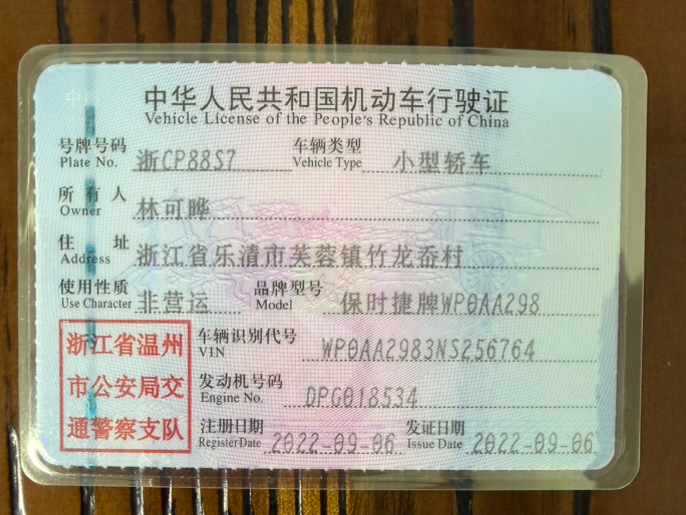 中华人民共和国机动车行驶证
Vehicle License of the People's Republic of China
号牌号码 浙CP88S7 车辆类型 小型轿车
Plate No. Vehicle Type
所有人 林可晔
Owner
住址 浙江省乐清市芙蓉镇竹龙岙村
Address
使用性质 非营运 品牌型号 保时捷牌WP0AA298
Use Character Model
浙江省温州
市公安局交
通警察支队
车辆识别代号 WP0AA2983NS256764
VIN
发动机号码 DPG018534
Engine No.
注册日期 2022-09-06 发证日期 2022-09-06
Register Date Issue Date